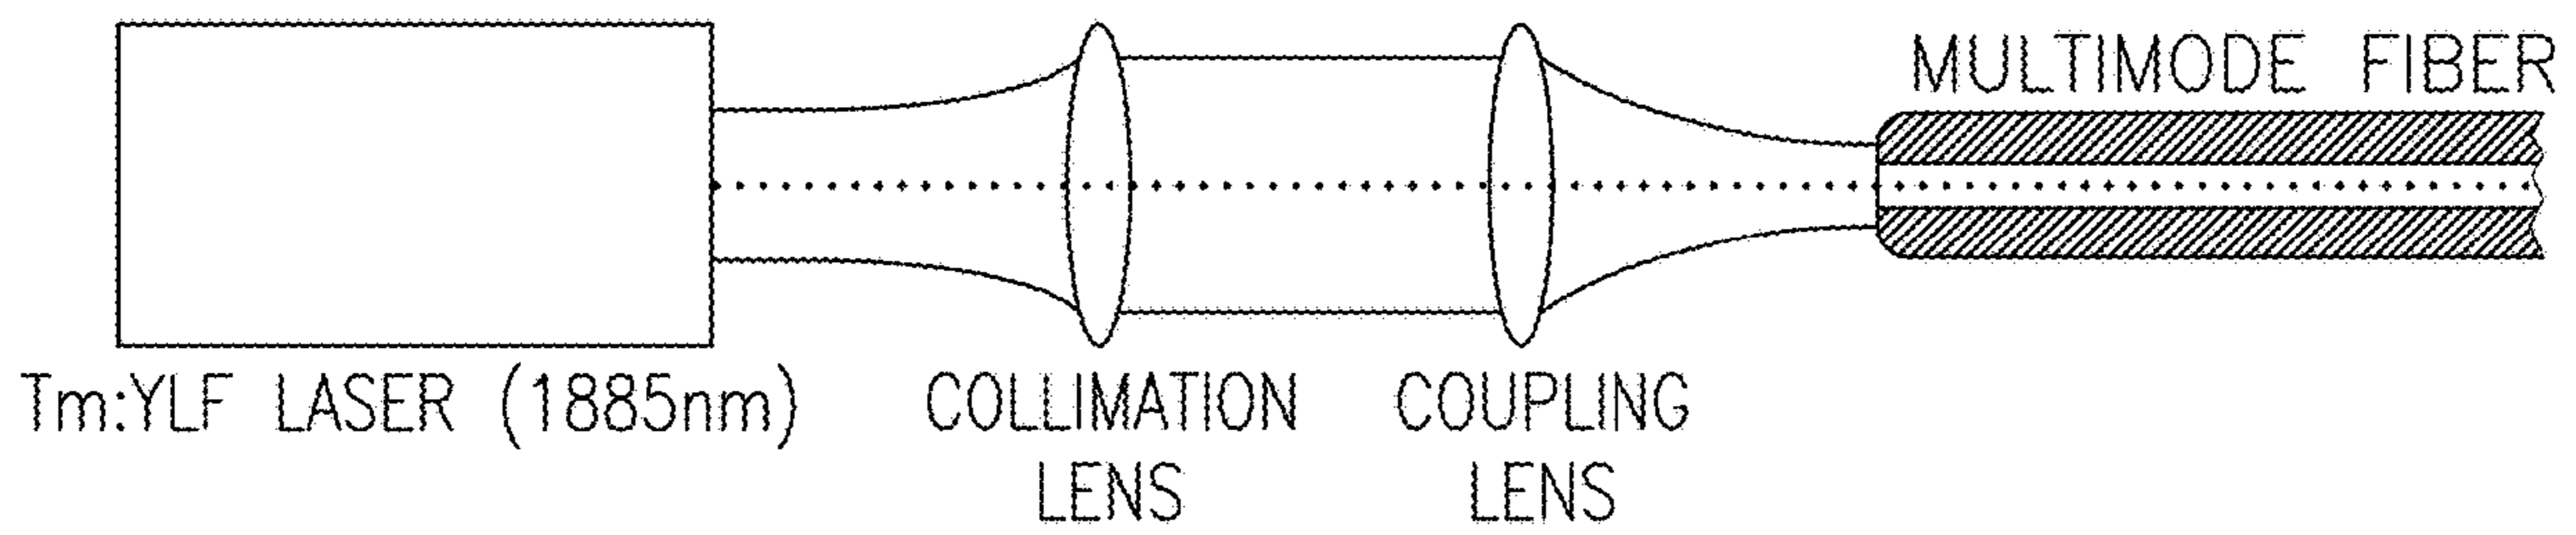 MULTIMODE FIBER
Tm:YLF LASER (1885nm)
COLLIMATION
LENS
COUPLING
LENS